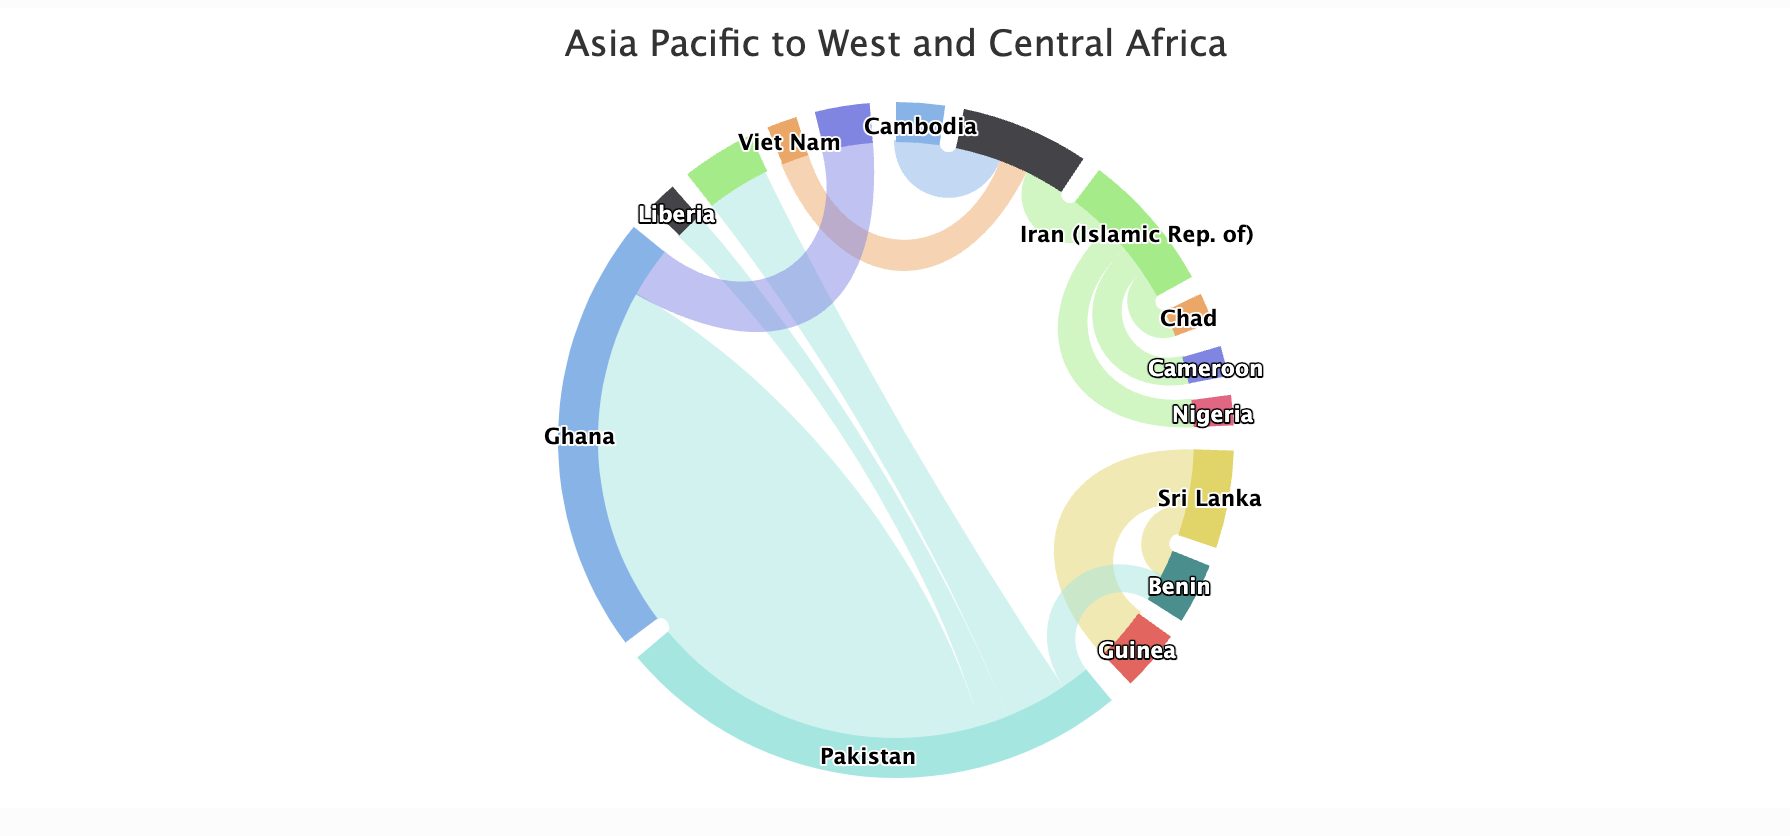 Asia Pacific to West and Central Africa
Cambodia
Viet Nam
Liberia
Iran (Islamic Rep. of)
Chad
Cameroon
Nigeria
Ghana
Sri Lanka
Benin
Guinea
Pakistan